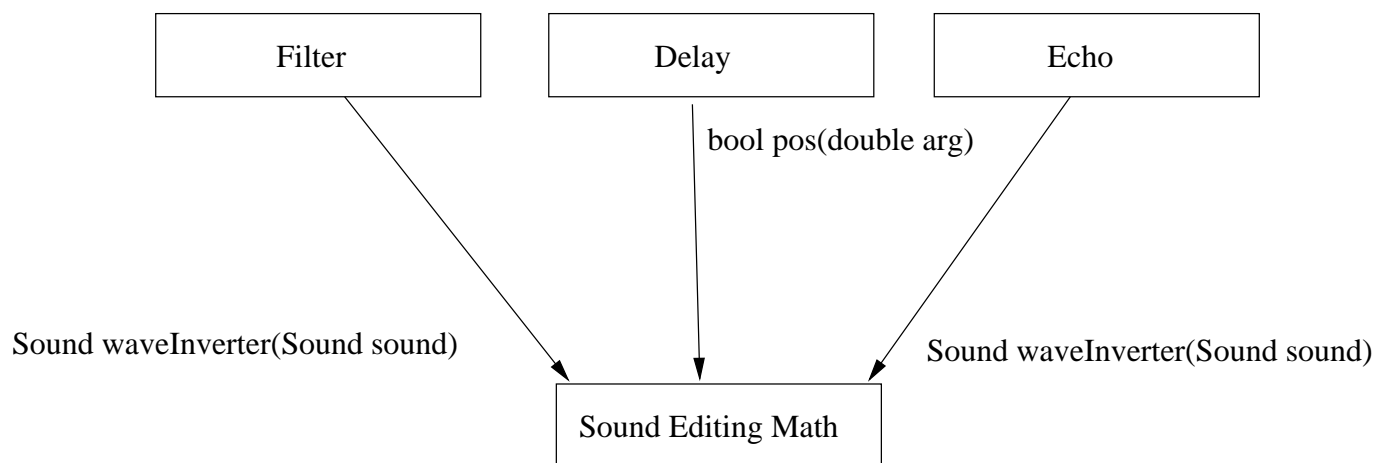 Filter
Delay
Echo
bool pos(double arg)
Sound waveInverter(Sound sound)
Sound waveInverter(Sound sound)
Sound Editing Math